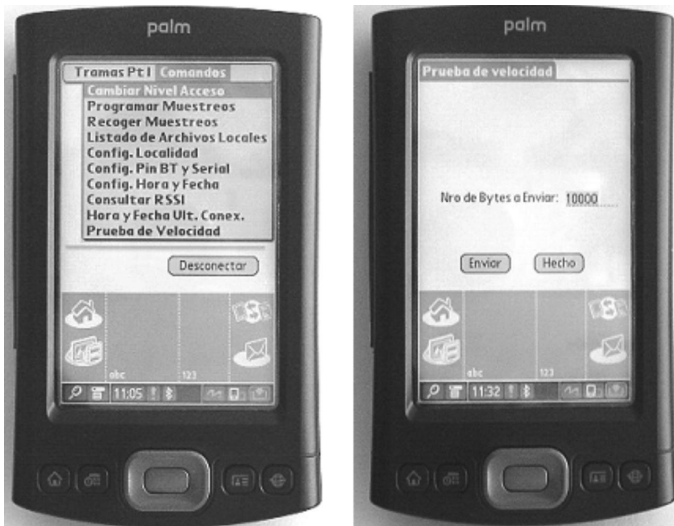 palm
Tramas Pt1 Comandos
Cambiar Nivel Acceso
Programar Muestreos
Recoger Muestreos
Listado de Archivos Locales
Config. Localidad
Config. Pin BT y Serial
Config. Hora y Fecha
Consultar RSSI
Hora y Fecha Ult. Conex.
Prueba de Velocidad
Desconectar
abc 123
11:05
palm
Prueba de velocidad
Nro de Bytes a Enviar: 10000
Enviar Hecho
abc 123
11:32